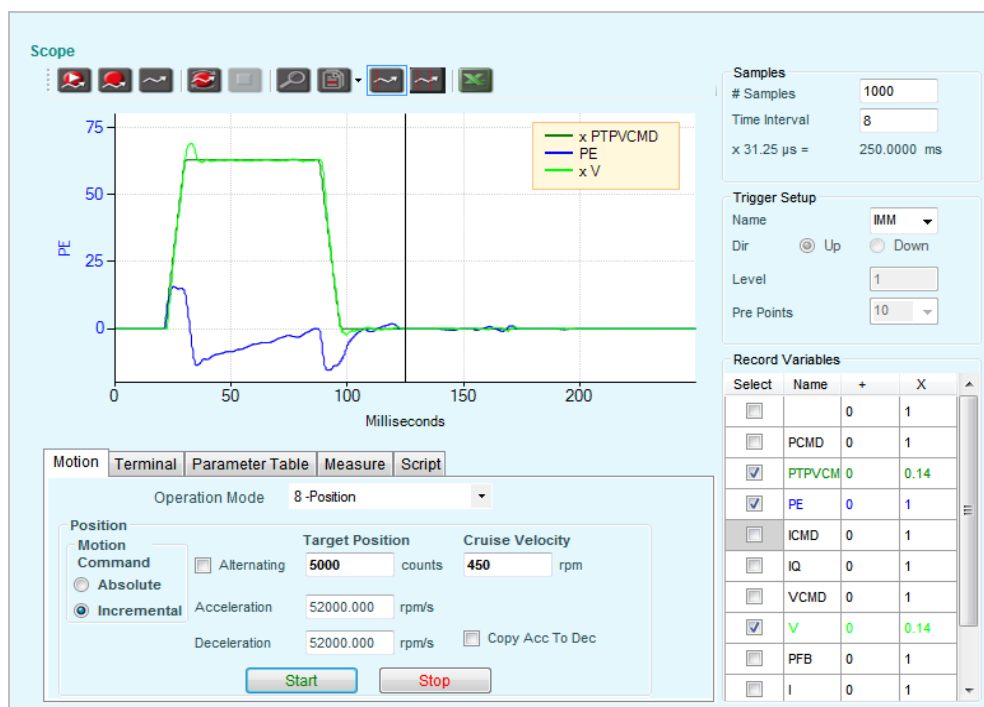 Scope
75
50
25
0
PE
0
50
100
150
200
Milliseconds
x PTPVCMD
PE
x V
Samples
# Samples 1000
Time Interval 8
x 31.25 µs = 250.0000 ms
Trigger Setup
Name IMM
Dir Up Down
Level 1
Pre Points 10
Record Variables
Select Name + X
0 1
PCMD 0 1
PTPVCM 0 0.14
PE 0 1
ICMD 0 1
IQ 0 1
VCMD 0 1
V 0 0.14
PFB 0 1
I 0 1
Motion Terminal Parameter Table Measure Script
Operation Mode 8 -Position
Position
Motion Command
Absolute
Incremental
Target Position Cruise Velocity
Alternating 5000 counts 450 rpm
Acceleration 52000.000 rpm/s
Deceleration 52000.000 rpm/s Copy Acc To Dec
Start Stop